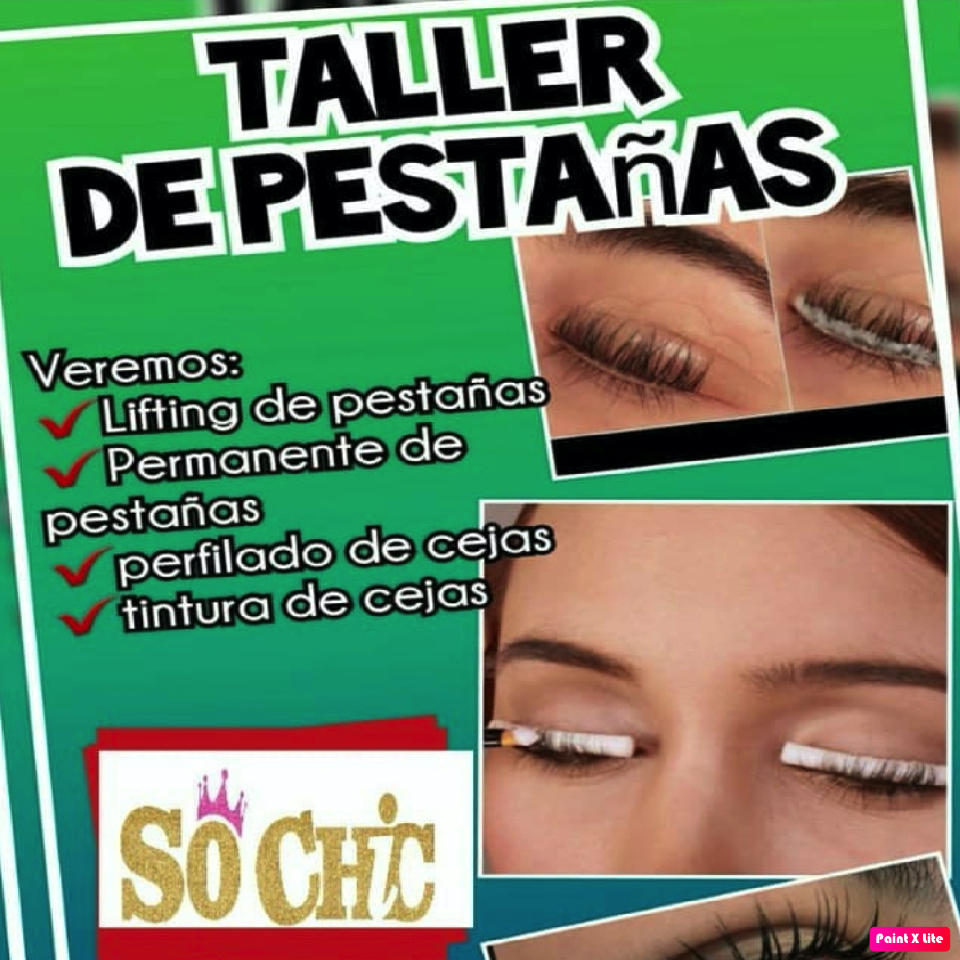 TALLER
DE PESTAñAS
Veremos:
Lifting de pestañas
Permanente de
pestañas
perfilado de cejas
tintura de cejas
SO CHiC
Paint X Lite